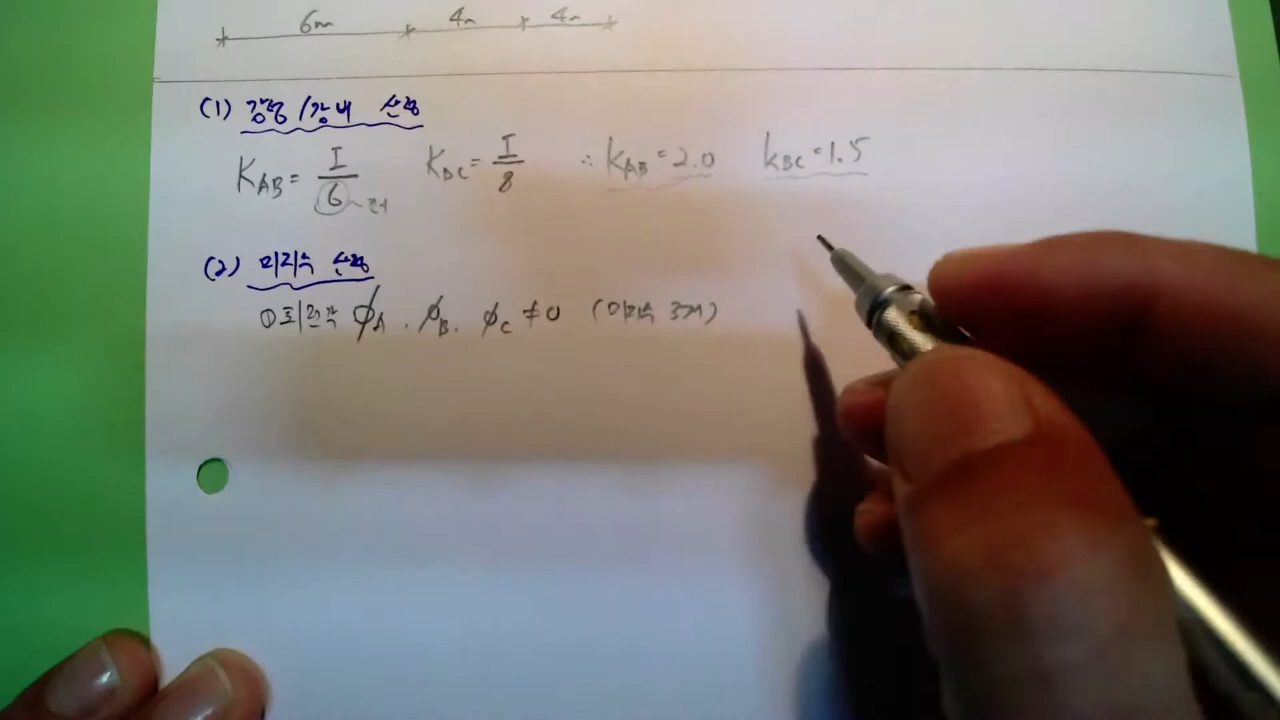 6m 4m 4m
(1) 강성/강비 산정
K_AB = I/6 K_BC = I/8 ∴ k_AB = 2.0 k_BC = 1.5
(2) 미지수 산정
① 회전각 ϕ_A . ϕ_B . ϕ_C ≠ 0 (미지수 3개)